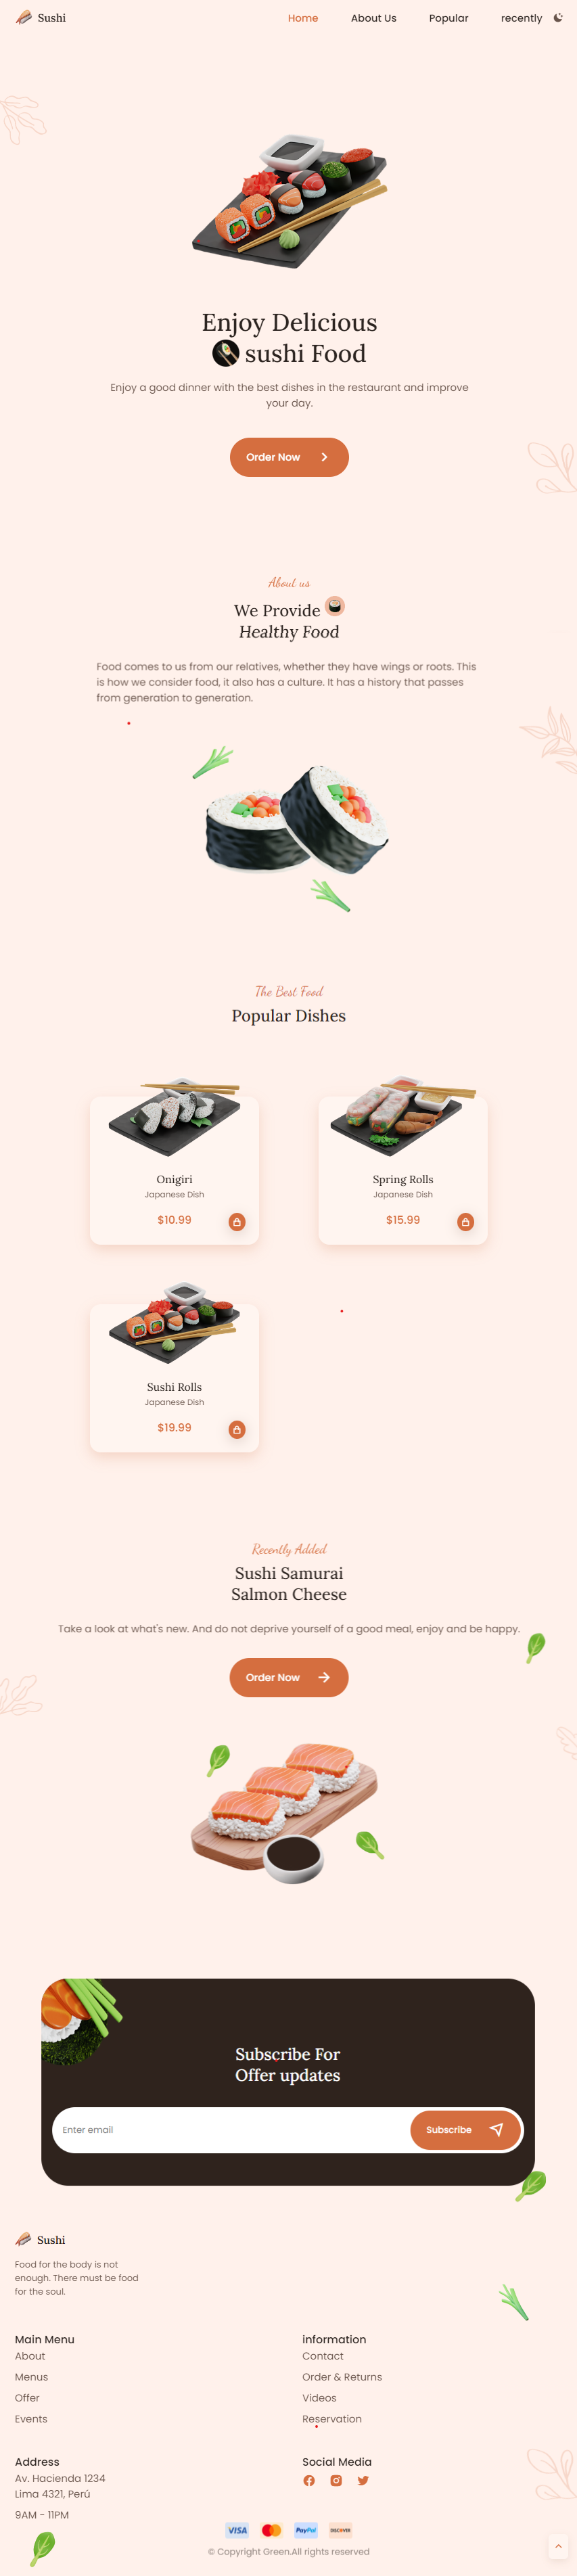 Sushi
Home
About Us
Popular
recently
Enjoy Delicious
sushi Food
Enjoy a good dinner with the best dishes in the restaurant and improve
your day.
Order Now
About us
We Provide
Healthy Food
Food comes to us from our relatives, whether they have wings or roots. This
is how we consider food, it also has a culture. It has a history that passes
from generation to generation.
The Best Food
Popular Dishes
Onigiri
Japanese Dish
$10.99
Spring Rolls
Japanese Dish
$15.99
Sushi Rolls
Japanese Dish
$19.99
Recently Added
Sushi Samurai
Salmon Cheese
Take a look at what's new. And do not deprive yourself of a good meal, enjoy and be happy.
Order Now
Subscribe For
Offer updates
Enter email
Subscribe
Sushi
Food for the body is not
enough. There must be food
for the soul.
Main Menu
About
Menus
Offer
Events
information
Contact
Order & Returns
Videos
Reservation
Address
Av. Hacienda 1234
Lima 4321, Perú
9AM - 11PM
Social Media
VISA
PayPal
DISCOVER
© Copyright Green.All rights reserved